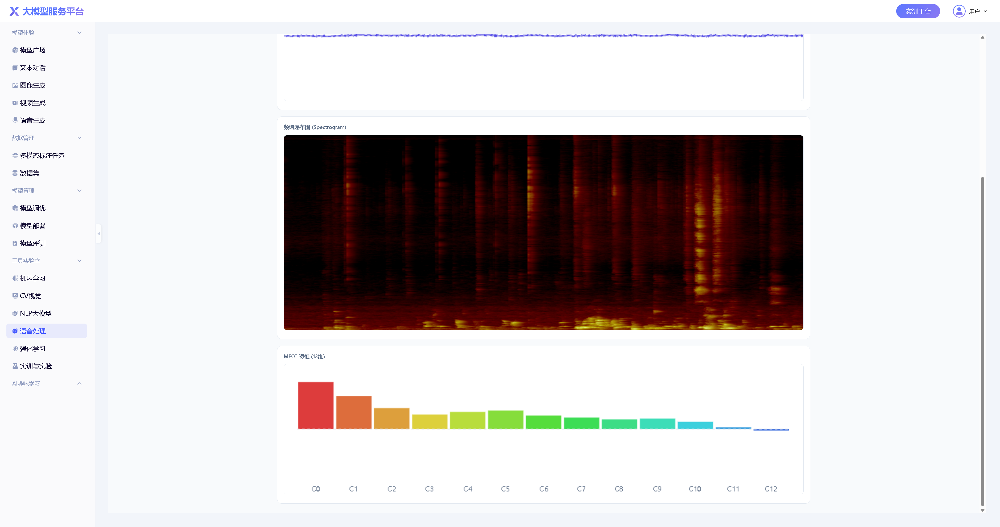 大模型服务平台
实训平台
用户
模型体验
模型广场
文本对话
图像生成
视频生成
语音生成
数据管理
多模态标注任务
数据集
模型管理
模型调优
模型部署
模型评测
工具实验室
机器学习
CV视觉
NLP大模型
语音处理
强化学习
实训与实验
AI趣味学习
频谱瀑布图 (Spectrogram)
MFCC 特征 (13维)
C0 C1 C2 C3 C4 C5 C6 C7 C8 C9 C10 C11 C12